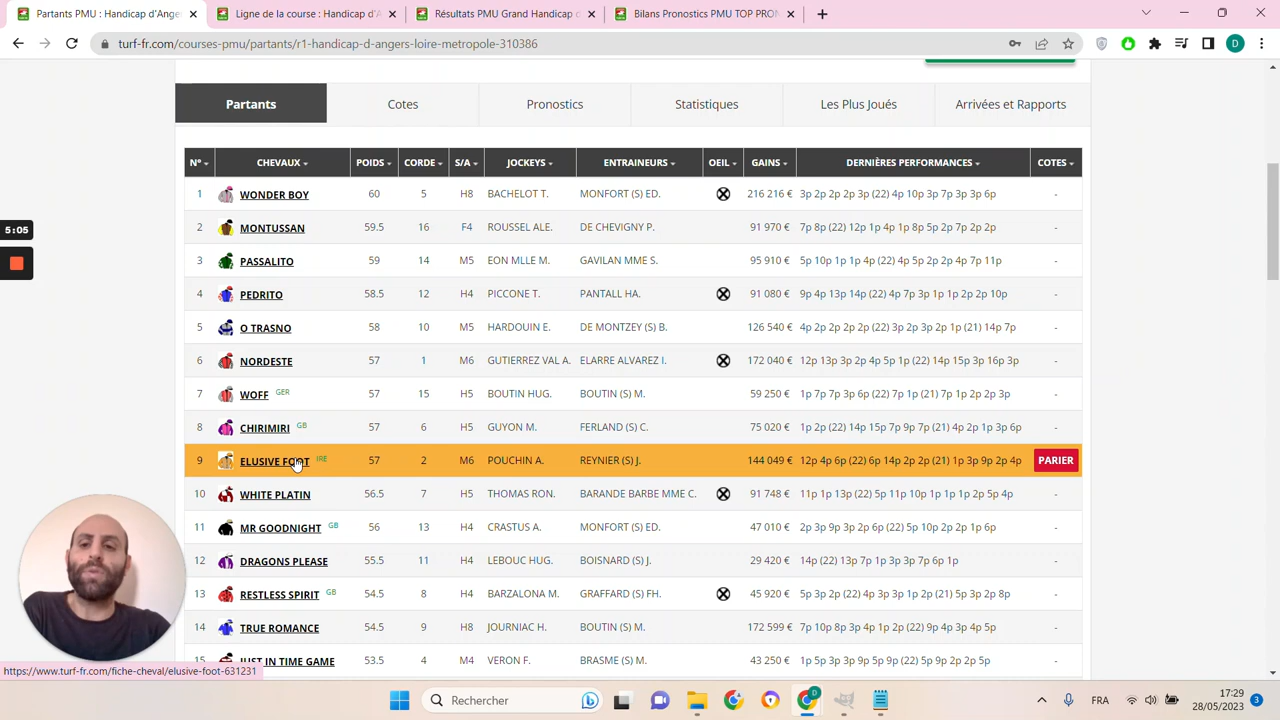 Partants PMU : Handicap d'Ange
Ligne de la course : Handicap d'A
Résultats PMU Grand Handicap d
Bilans Pronostics PMU TOP PRON
turf-fr.com/courses-pmu/partants/r1-handicap-d-angers-loire-metropole-310386
D
Partants Cotes Pronostics Statistiques Les Plus Joués Arrivées et Rapports
N° CHEVAUX POIDS CORDE S/A JOCKEYS ENTRAINEURS OEIL GAINS DERNIÈRES PERFORMANCES COTES
1 WONDER BOY 60 5 H8 BACHELOT T. MONFORT (S) ED. 216 216 € 3p 2p 2p 2p 3p (22) 4p 10p 3p 7p 3p 3p 6p -
2 MONTUSSAN 59.5 16 F4 ROUSSEL ALE. DE CHEVIGNY P. 91 970 € 7p 8p (22) 12p 1p 4p 1p 8p 5p 2p 7p 2p 2p -
3 PASSALITO 59 14 M5 EON MLLE M. GAVILAN MME S. 95 910 € 5p 10p 1p 1p 4p (22) 4p 5p 2p 2p 4p 7p 11p -
4 PEDRITO 58.5 12 H4 PICCONE T. PANTALL HA. 91 080 € 9p 4p 13p 14p (22) 4p 7p 3p 1p 1p 2p 2p 10p -
5 O TRASNO 58 10 M5 HARDOUIN E. DE MONTZEY (S) B. 126 540 € 4p 2p 2p 2p 2p (22) 3p 2p 3p 2p 1p (21) 14p 7p -
6 NORDESTE 57 1 M6 GUTIERREZ VAL A. ELARRE ALVAREZ I. 172 040 € 12p 13p 3p 2p 4p 5p 1p (22) 14p 15p 3p 16p 3p -
7 WOFF GER 57 15 H5 BOUTIN HUG. BOUTIN (S) M. 59 250 € 1p 7p 7p 3p 6p (22) 7p 1p (21) 7p 1p 2p 2p 3p -
8 CHIRIMIRI GB 57 6 H5 GUYON M. FERLAND (S) C. 75 020 € 1p 2p (22) 14p 15p 7p 9p 7p (21) 4p 2p 1p 3p 6p -
9 ELUSIVE FOOT IRE 57 2 M6 POUCHIN A. REYNIER (S) J. 144 049 € 12p 4p 6p (22) 6p 14p 2p 2p (21) 1p 3p 9p 2p 4p PARIER
10 WHITE PLATIN 56.5 7 H5 THOMAS RON. BARANDE BARBE MME C. 91 748 € 11p 1p 13p (22) 5p 11p 10p 1p 1p 1p 2p 5p 4p -
11 MR GOODNIGHT GB 56 13 H4 CRASTUS A. MONFORT (S) ED. 47 010 € 2p 3p 9p 3p 2p 6p (22) 5p 10p 2p 2p 1p 6p -
12 DRAGONS PLEASE 55.5 11 H4 LEBOUC HUG. BOISNARD (S) J. 29 420 € 14p (22) 13p 7p 1p 3p 3p 7p 6p 1p -
13 RESTLESS SPIRIT GB 54.5 8 H4 BARZALONA M. GRAFFARD (S) FH. 45 920 € 5p 3p 2p (22) 4p 3p 3p 1p 2p (21) 5p 3p 2p 8p -
14 TRUE ROMANCE 54.5 9 H8 JOURNIAC H. BOUTIN (S) M. 172 599 € 7p 10p 8p 3p 4p 1p 2p (22) 9p 4p 3p 4p 5p -
15 JUST IN TIME GAME 53.5 4 M4 VERON F. BRASME (S) M. 43 250 € 1p 5p 3p 3p 9p 5p 9p (22) 5p 9p 2p 2p 5p -
5:05
https://www.turf-fr.com/fiche-cheval/elusive-foot-631231
Rechercher
D
FRA
17:29
28/05/2023
3